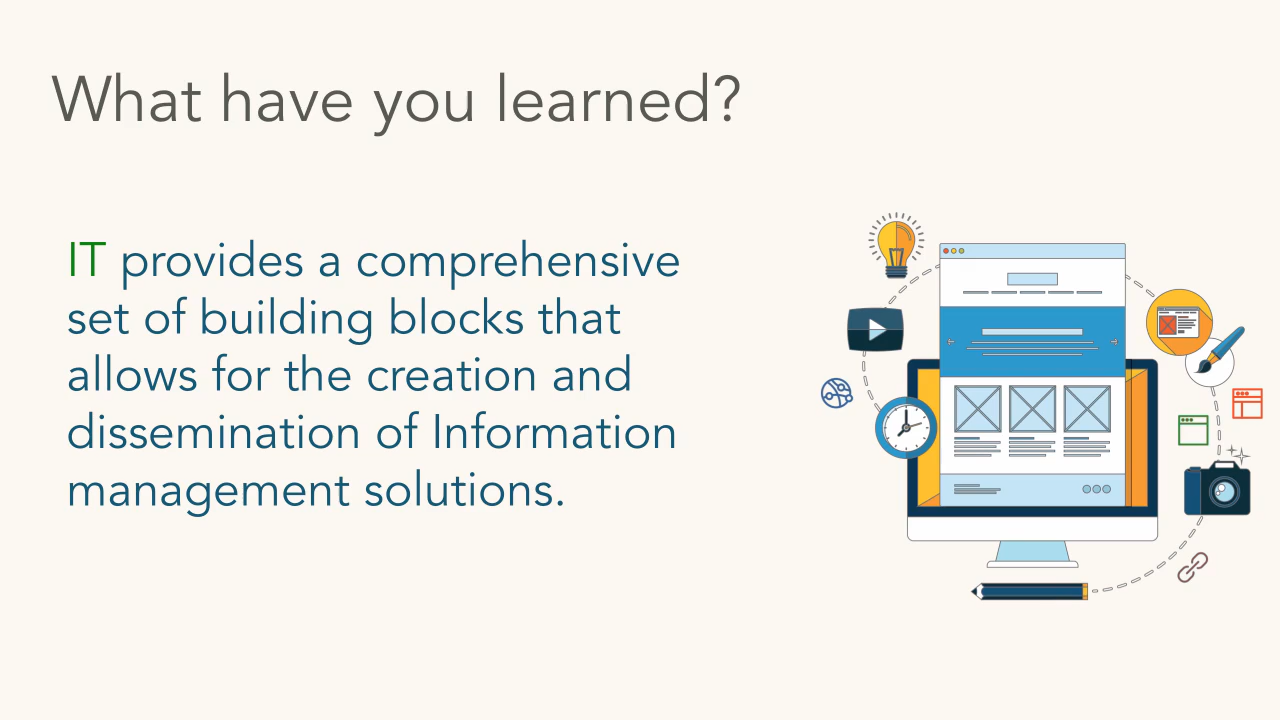 What have you learned?
IT provides a comprehensive
set of building blocks that
allows for the creation and
dissemination of Information
management solutions.